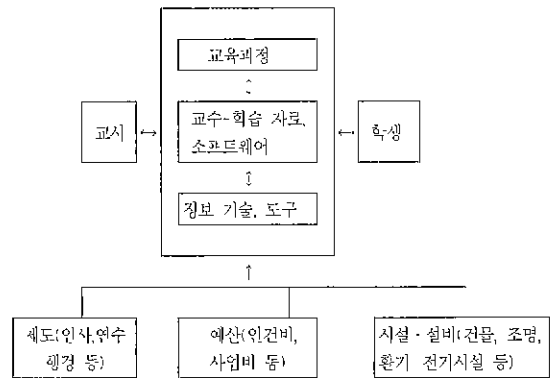 교육과정
↕
교수-학습 자료,
소프트웨어
교사 ↔
← 학생
↕
정보 기술, 도구
↑
제도(인사,연수
행정 등)
예산(인건비,
사업비 등)
시설·설비(건물, 조명,
환기 전기시설 등)